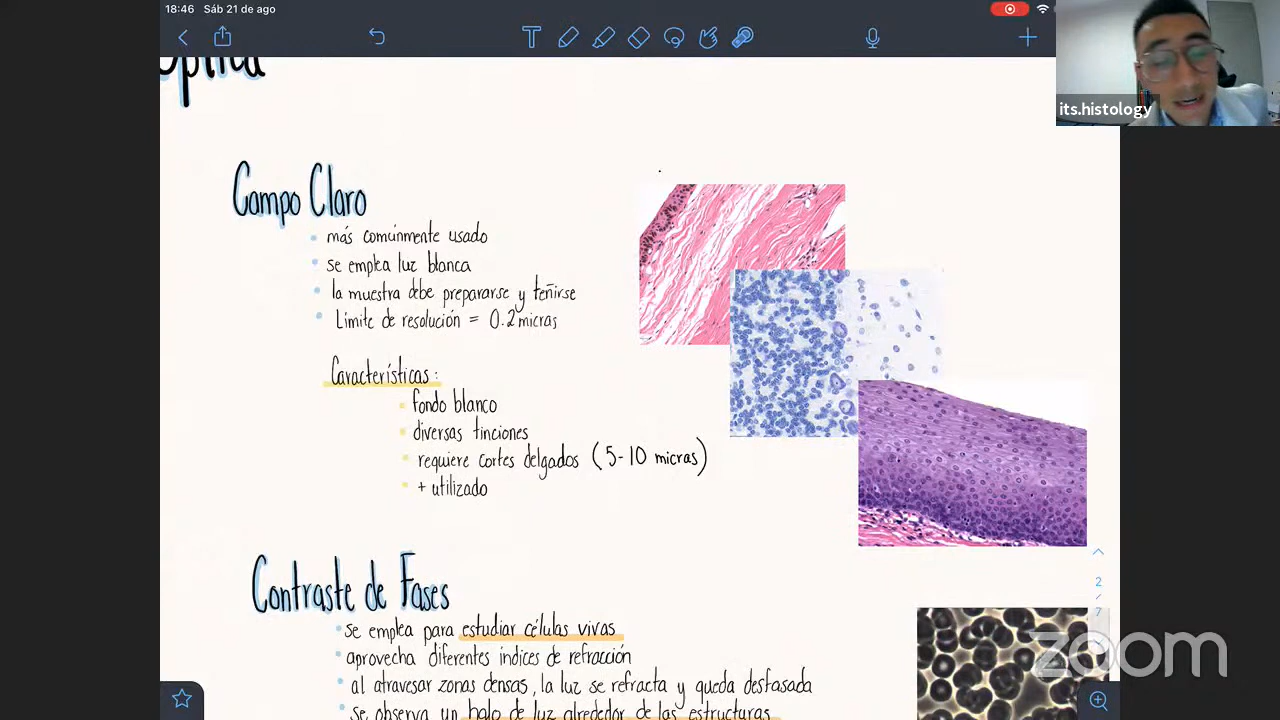 18:46 Sáb 21 de ago
its.histology
Óptica
Campo Claro
más comúnmente usado
se emplea luz blanca
la muestra debe prepararse y teñirse
Límite de resolución = 0.2 micras
Características:
fondo blanco
diversas tinciones
requiere cortes delgados (5-10 micras)
+ utilizado
Contraste de Fases
se emplea para estudiar células vivas
aprovecha diferentes índices de refracción
al atravesar zonas densas, la luz se refracta y queda desfasada
se observa un halo de luz alrededor de las estructuras
2
/
7
zoom